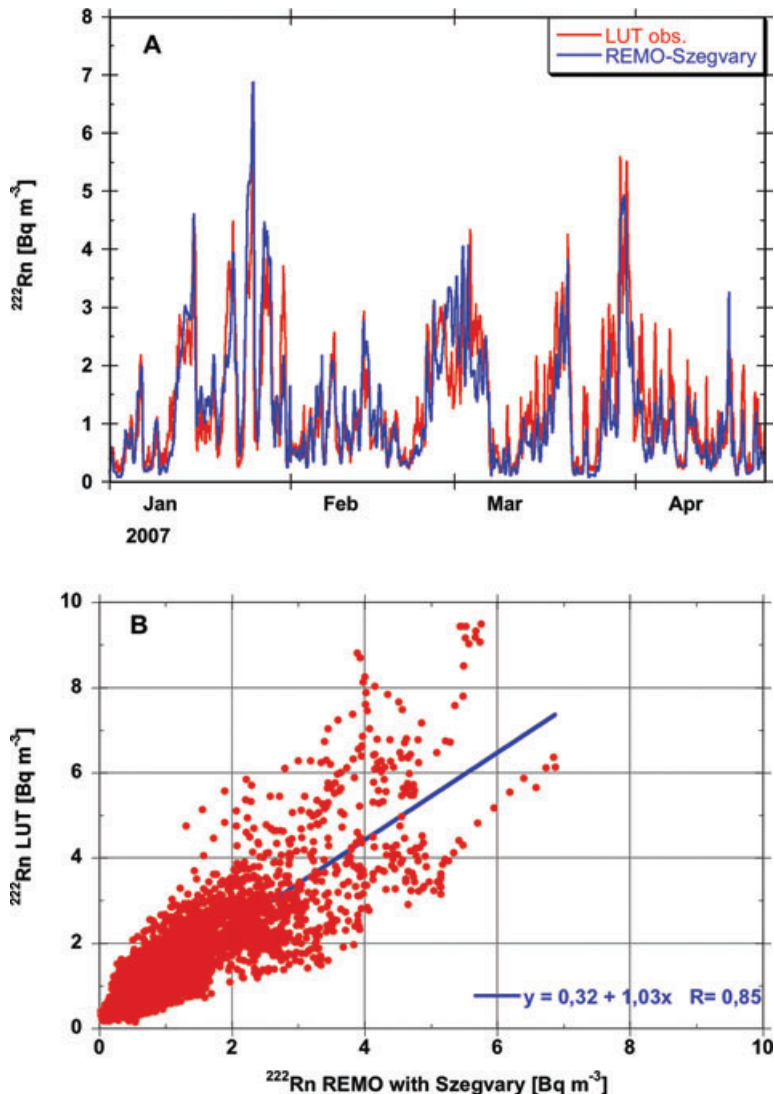 A
LUT obs.
REMO-Szegvary
8
7
6
5
4
3
2
1
0
²²²Rn [Bq m⁻³]
Jan Feb Mar Apr
2007
B
10
8
6
4
2
0
²²²Rn LUT [Bq m⁻³]
y = 0,32 + 1,03x R= 0,85
0 2 4 6 8 10
²²²Rn REMO with Szegvary [Bq m⁻³]